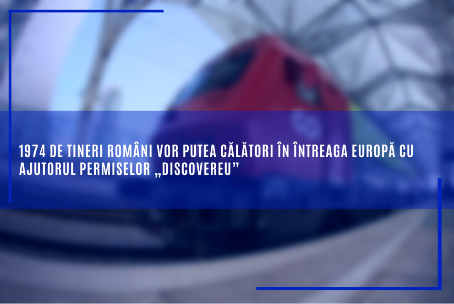 1974 DE TINERI ROMÂNI VOR PUTEA CĂLĂTORI ÎN ÎNTREAGA EUROPĂ CU
AJUTORUL PERMISELOR „DISCOVEREU”